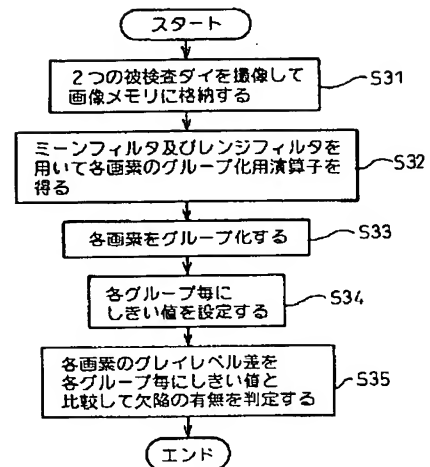 スタート
2つの被検査ダイを撮像して
画像メモリに格納する
S31
ミーンフィルタ及びレンジフィルタを
用いて各画素のグループ化用演算子を
得る
S32
各画素をグループ化する
S33
各グループ毎に
しきい値を設定する
S34
各画素のグレイレベル差を
各グループ毎にしきい値と
比較して欠陥の有無を判定する
S35
エンド